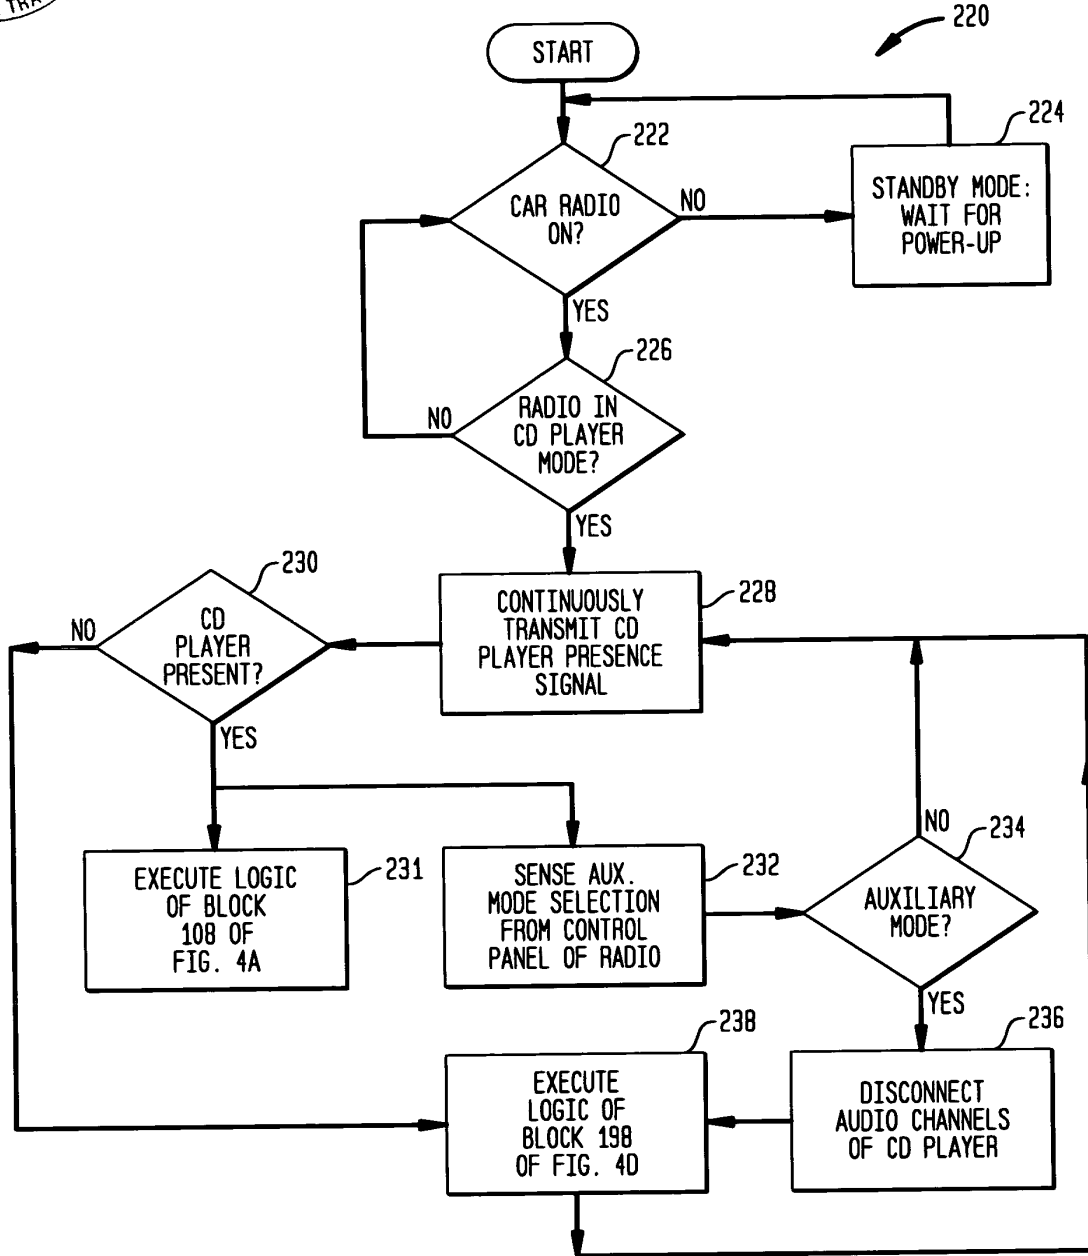 TRA
220
START
224
222
STANDBY MODE:
WAIT FOR
POWER-UP
CAR RADIO
ON?
NO
YES
226
RADIO IN
CD PLAYER
MODE?
NO
YES
230
228
CONTINUOUSLY
TRANSMIT CD
PLAYER PRESENCE
SIGNAL
CD
PLAYER
PRESENT?
NO
YES
231
EXECUTE LOGIC
OF BLOCK
108 OF
FIG. 4A
232
SENSE AUX.
MODE SELECTION
FROM CONTROL
PANEL OF RADIO
NO
234
AUXILIARY
MODE?
YES
238
236
EXECUTE
LOGIC OF
BLOCK 198
OF FIG. 4D
DISCONNECT
AUDIO CHANNELS
OF CD PLAYER